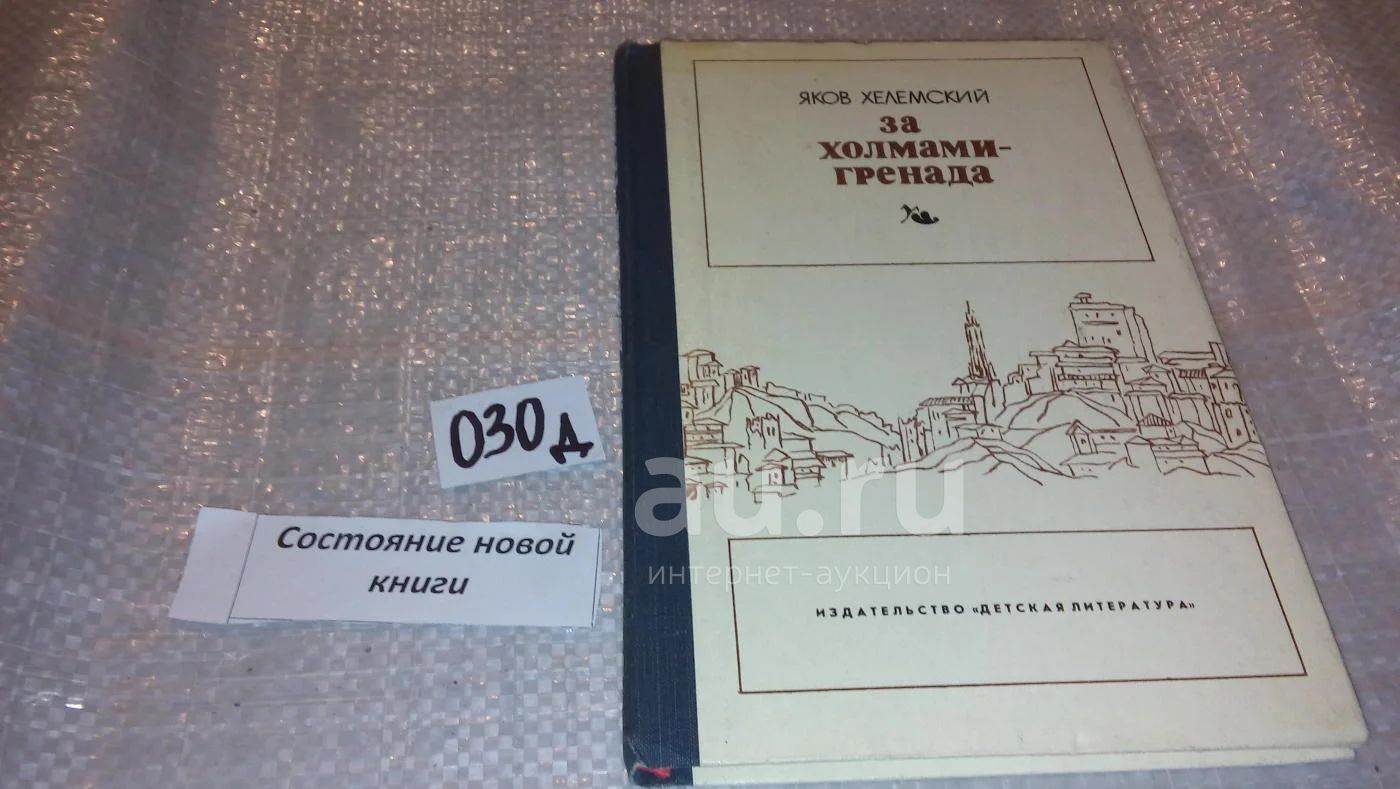 ЯКОВ ХЕЛЕМСКИЙ
за
холмами-
гренада
ИЗДАТЕЛЬСТВО «ДЕТСКАЯ ЛИТЕРАТУРА»
030д
Состояние новой
книги
au.ru
интернет-аукцион